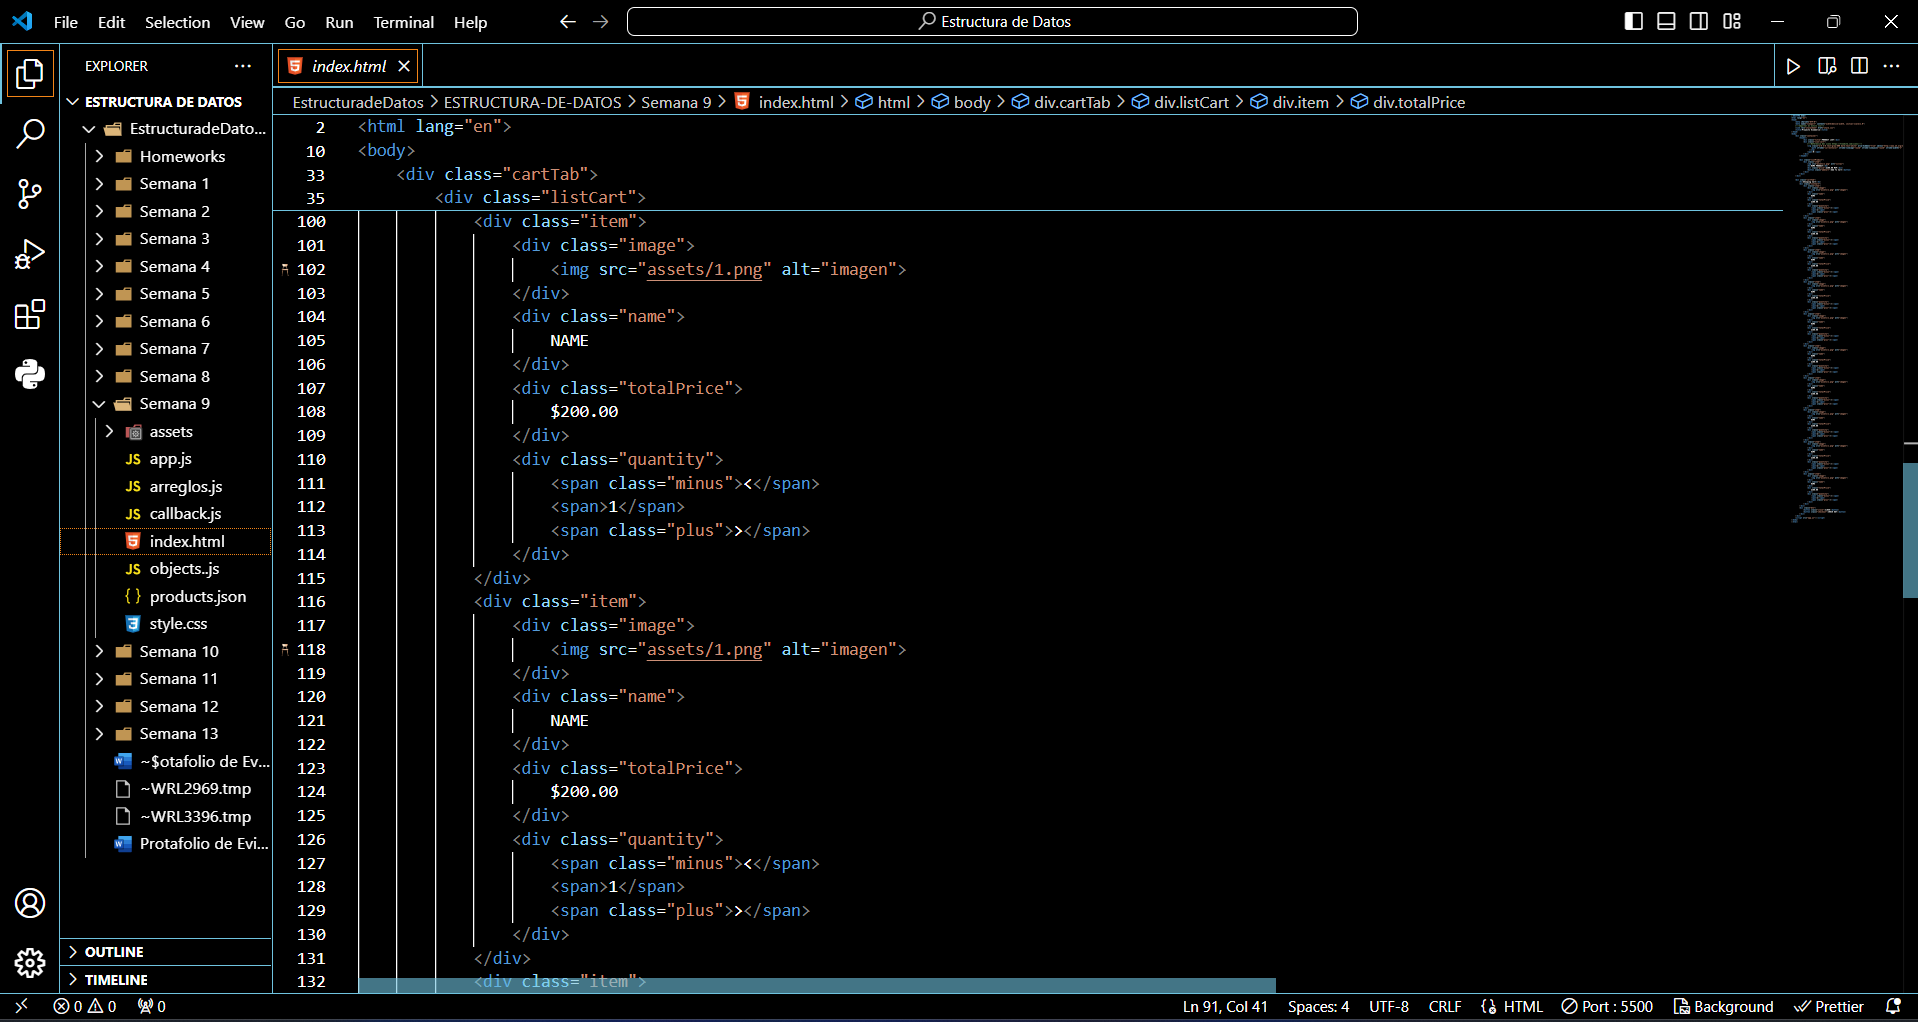 File Edit Selection View Go Run Terminal Help Estructura de Datos
EXPLORER
index.html
ESTRUCTURA DE DATOS
EstructuradeDatos > ESTRUCTURA-DE-DATOS > Semana 9 > index.html > html > body > div.cartTab > div.listCart > div.item > div.totalPrice
EstructuradeDato...
Homeworks
Semana 1
Semana 2
Semana 3
Semana 4
Semana 5
Semana 6
Semana 7
Semana 8
Semana 9
assets
JS app.js
JS arreglos.js
JS callback.js
index.html
JS objects..js
{} products.json
style.css
Semana 10
Semana 11
Semana 12
Semana 13
~$otafolio de Ev...
~WRL2969.tmp
~WRL3396.tmp
Protafolio de Evi...
OUTLINE
TIMELINE
2 <html lang="en">
10 <body>
33 <div class="cartTab">
35 <div class="listCart">
100 <div class="item">
101 <div class="image">
102 <img src="assets/1.png" alt="imagen">
103 </div>
104 <div class="name">
105 NAME
106 </div>
107 <div class="totalPrice">
108 $200.00
109 </div>
110 <div class="quantity">
111 <span class="minus"><</span>
112 <span>1</span>
113 <span class="plus">></span>
114 </div>
115 </div>
116 <div class="item">
117 <div class="image">
118 <img src="assets/1.png" alt="imagen">
119 </div>
120 <div class="name">
121 NAME
122 </div>
123 <div class="totalPrice">
124 $200.00
125 </div>
126 <div class="quantity">
127 <span class="minus"><</span>
128 <span>1</span>
129 <span class="plus">></span>
130 </div>
131 </div>
132 <div class="item">
0 0 0 Ln 91, Col 41 Spaces: 4 UTF-8 CRLF HTML Port : 5500 Background Prettier